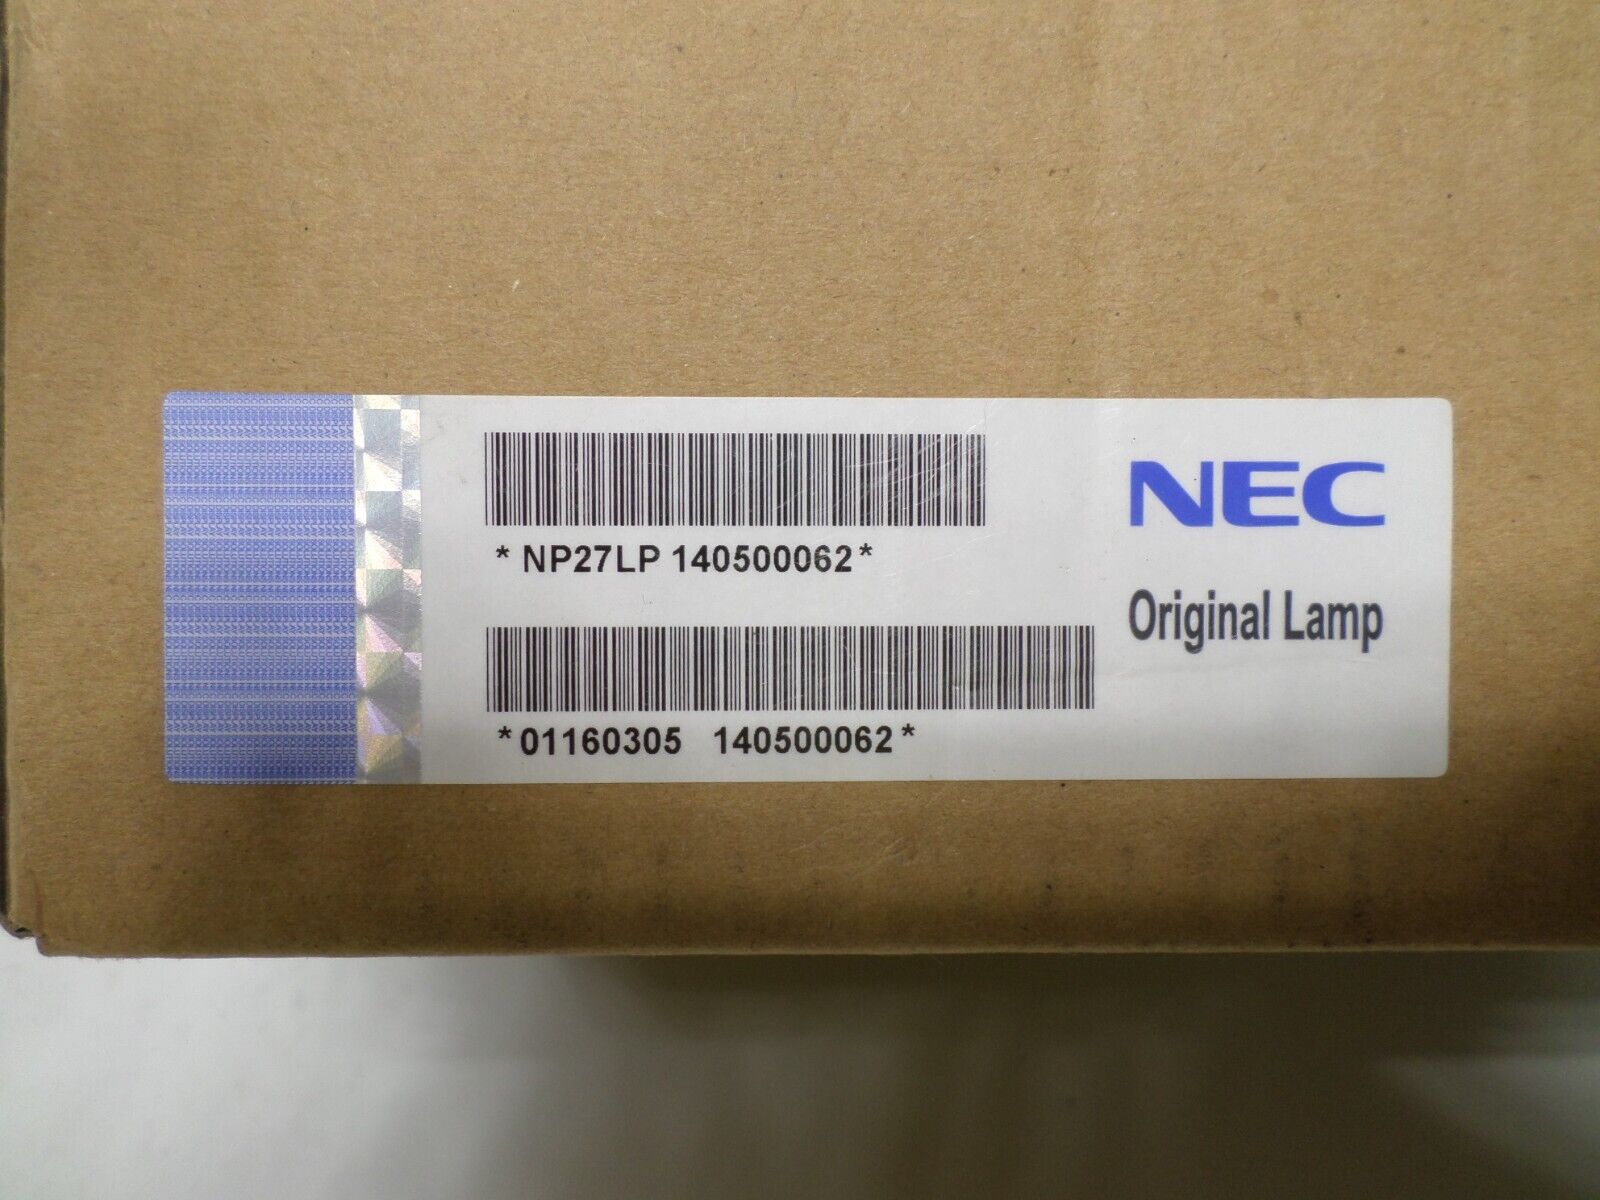 *NP27LP 140500062*
NEC
Original Lamp
*01160305 140500062*